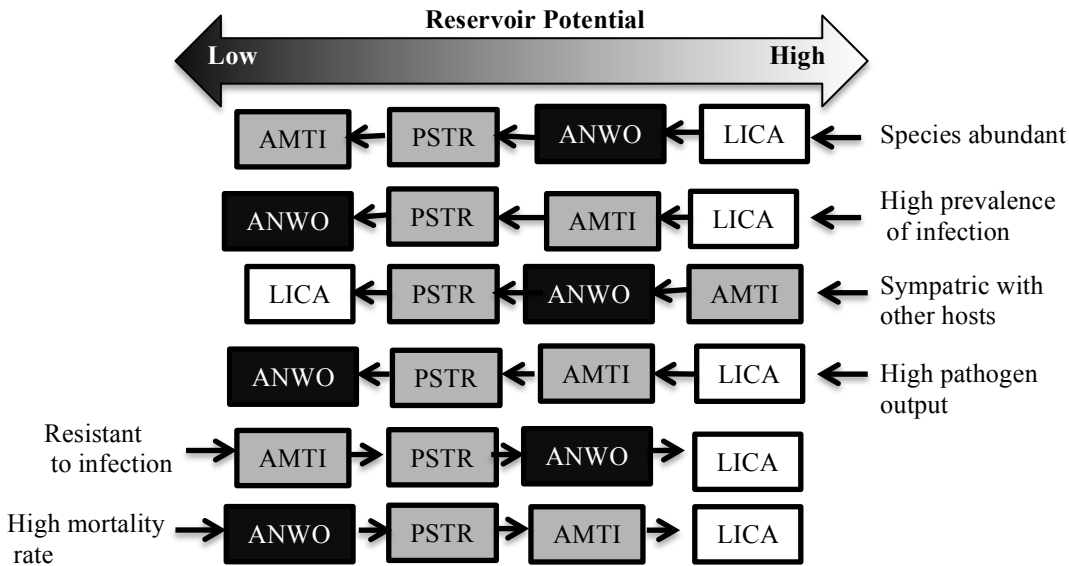 Reservoir Potential
Low High
AMTI PSTR ANWO LICA Species abundant
ANWO PSTR AMTI LICA High prevalence
of infection
LICA PSTR ANWO AMTI Sympatric with
other hosts
ANWO PSTR AMTI LICA High pathogen
output
Resistant
to infection AMTI PSTR ANWO LICA
High mortality
rate ANWO PSTR AMTI LICA